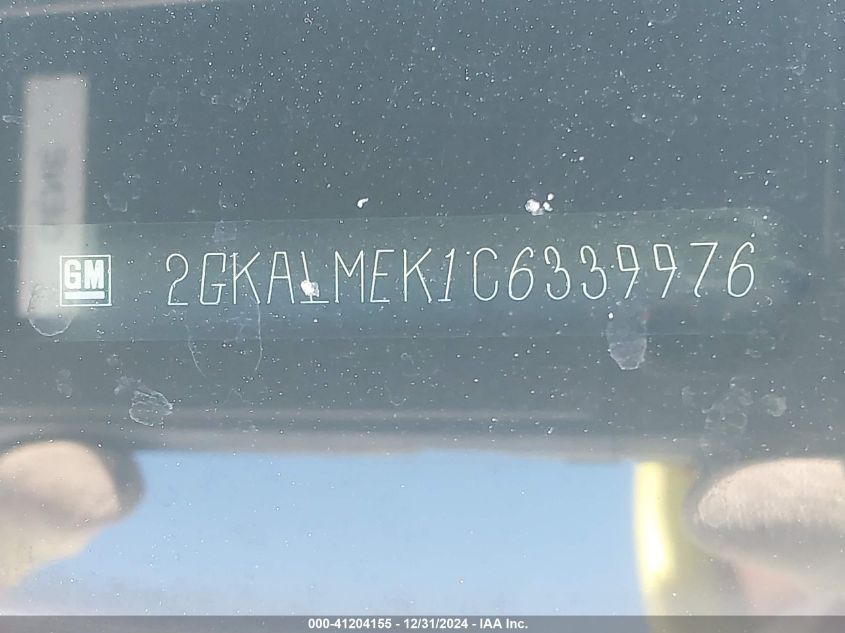 GM 2GKALMEK1C6339976
000-41204155 - 12/31/2024 - IAA Inc.